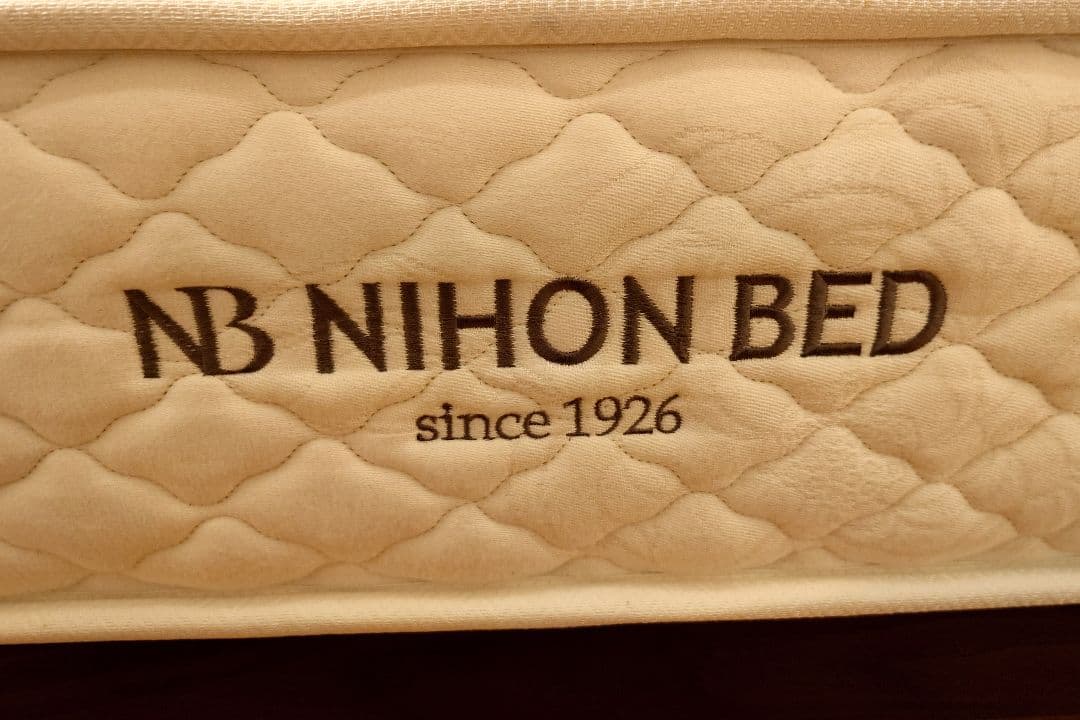 NB NIHON BED
since 1926